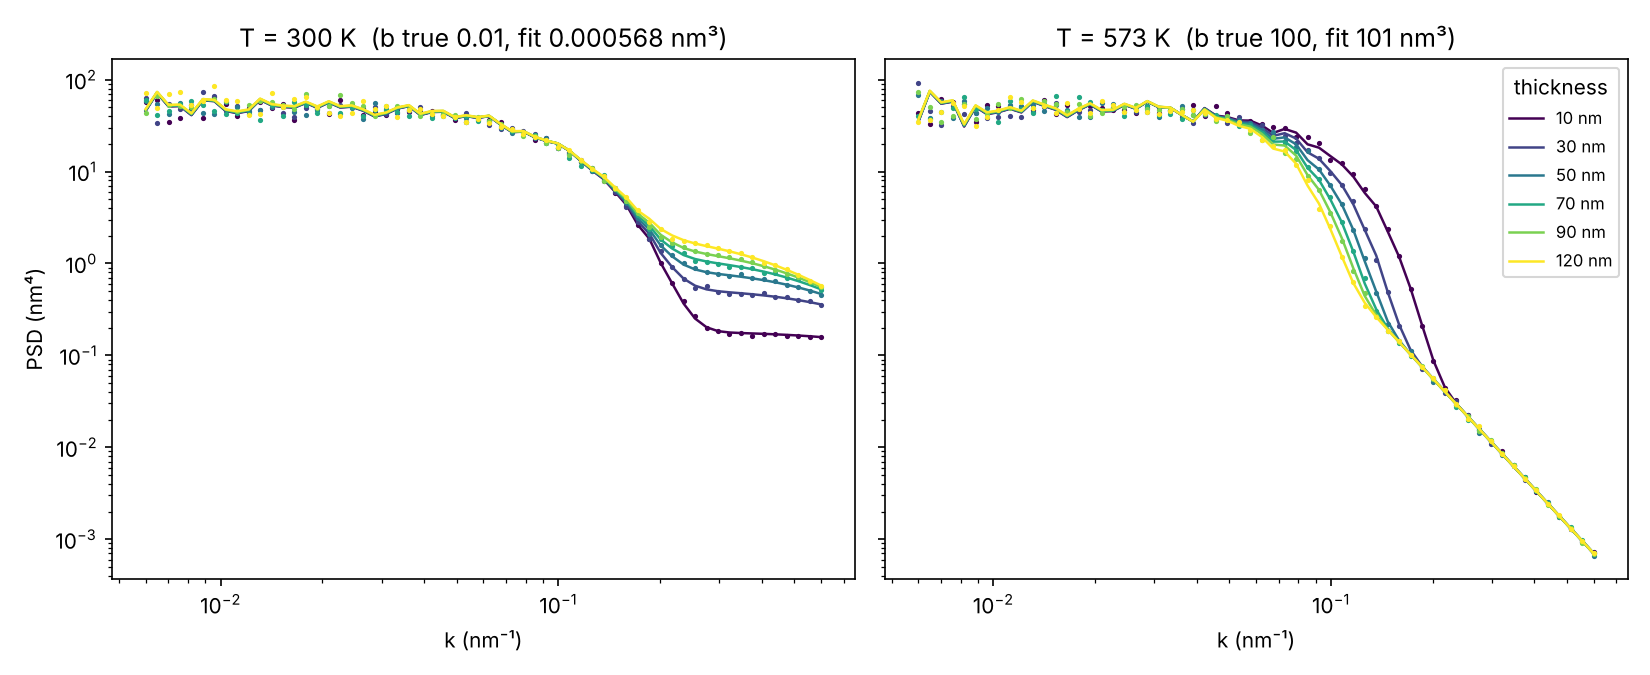 T = 300 K (b true 0.01, fit 0.000568 nm³)
T = 573 K (b true 100, fit 101 nm³)
PSD (nm⁴)
10²
10¹
10⁰
10⁻¹
10⁻²
10⁻³
10⁻²
10⁻¹
k (nm⁻¹)
10⁻²
10⁻¹
k (nm⁻¹)
thickness
10 nm
30 nm
50 nm
70 nm
90 nm
120 nm